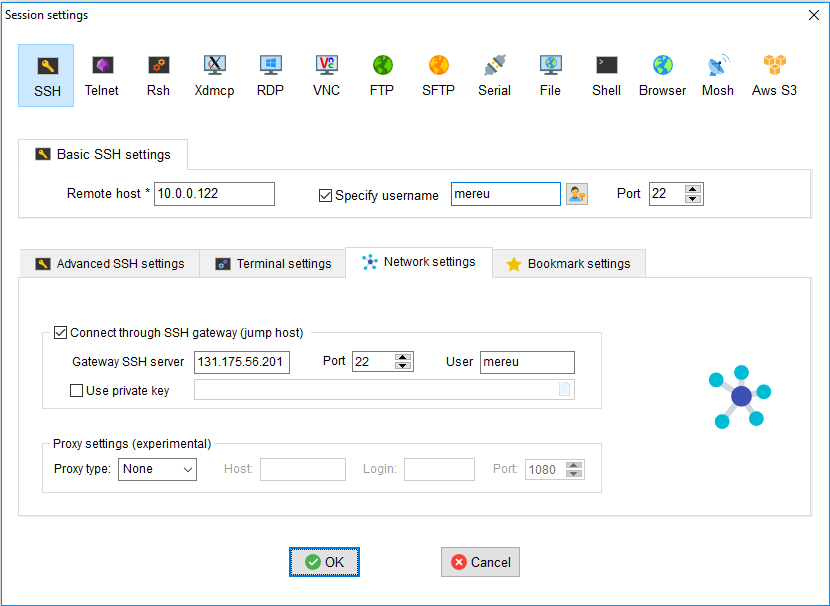 Session settings
SSH Telnet Rsh Xdmcp RDP VNC FTP SFTP Serial File Shell Browser Mosh Aws S3
Basic SSH settings
Remote host * 10.0.0.122 Specify username mereu Port 22
Advanced SSH settings Terminal settings Network settings Bookmark settings
Connect through SSH gateway (jump host)
Gateway SSH server 131.175.56.201 Port 22 User mereu
Use private key
Proxy settings (experimental)
Proxy type: None Host: Login: Port: 1080
OK Cancel